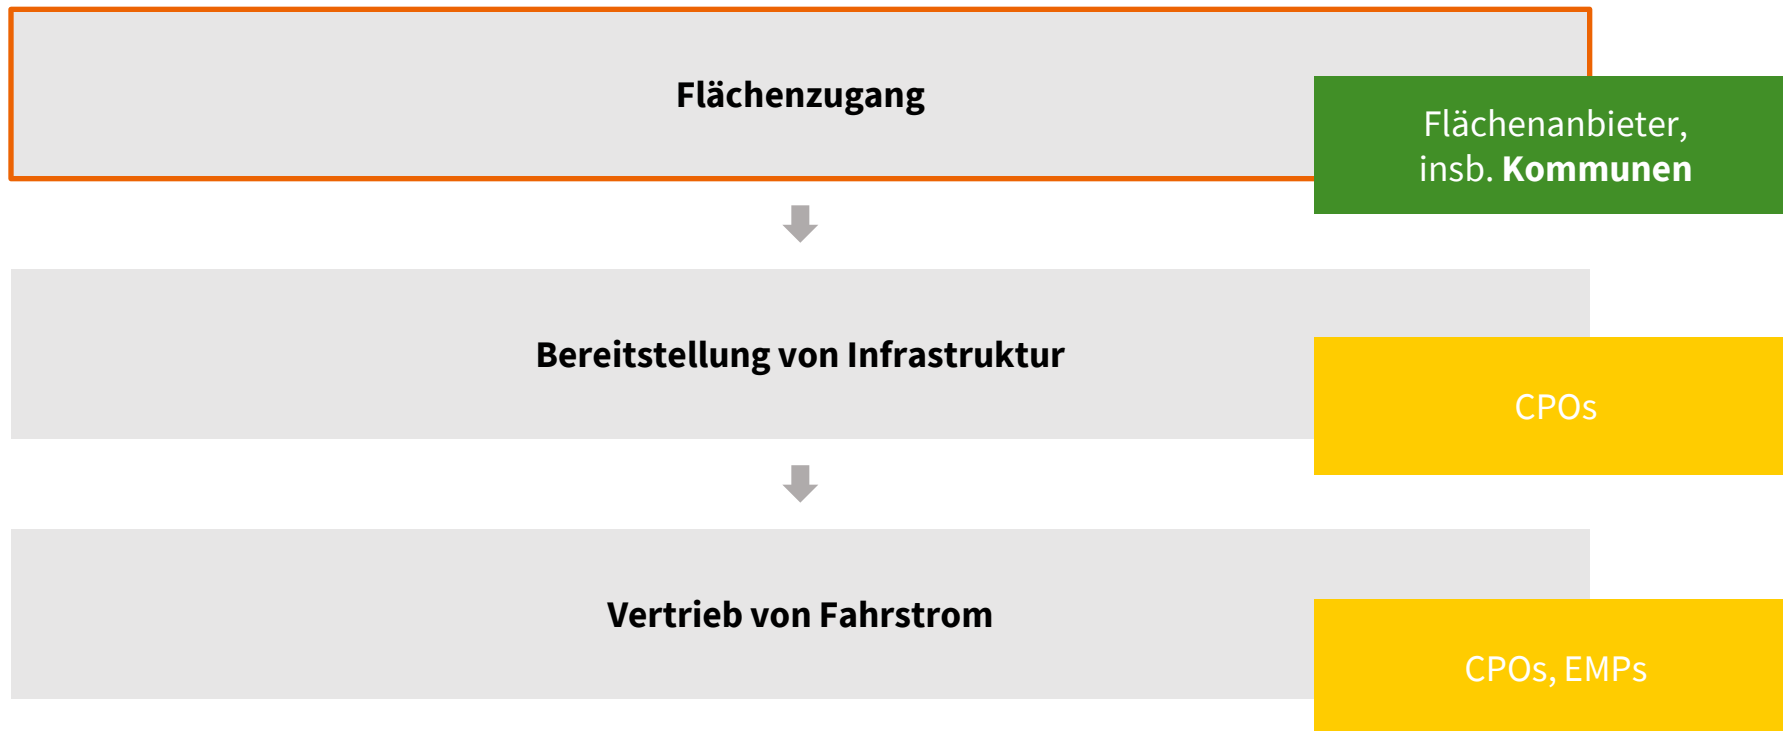 Flächenzugang
Flächenanbieter,
insb. Kommunen
Bereitstellung von Infrastruktur
CPOs
Vertrieb von Fahrstrom
CPOs, EMPs